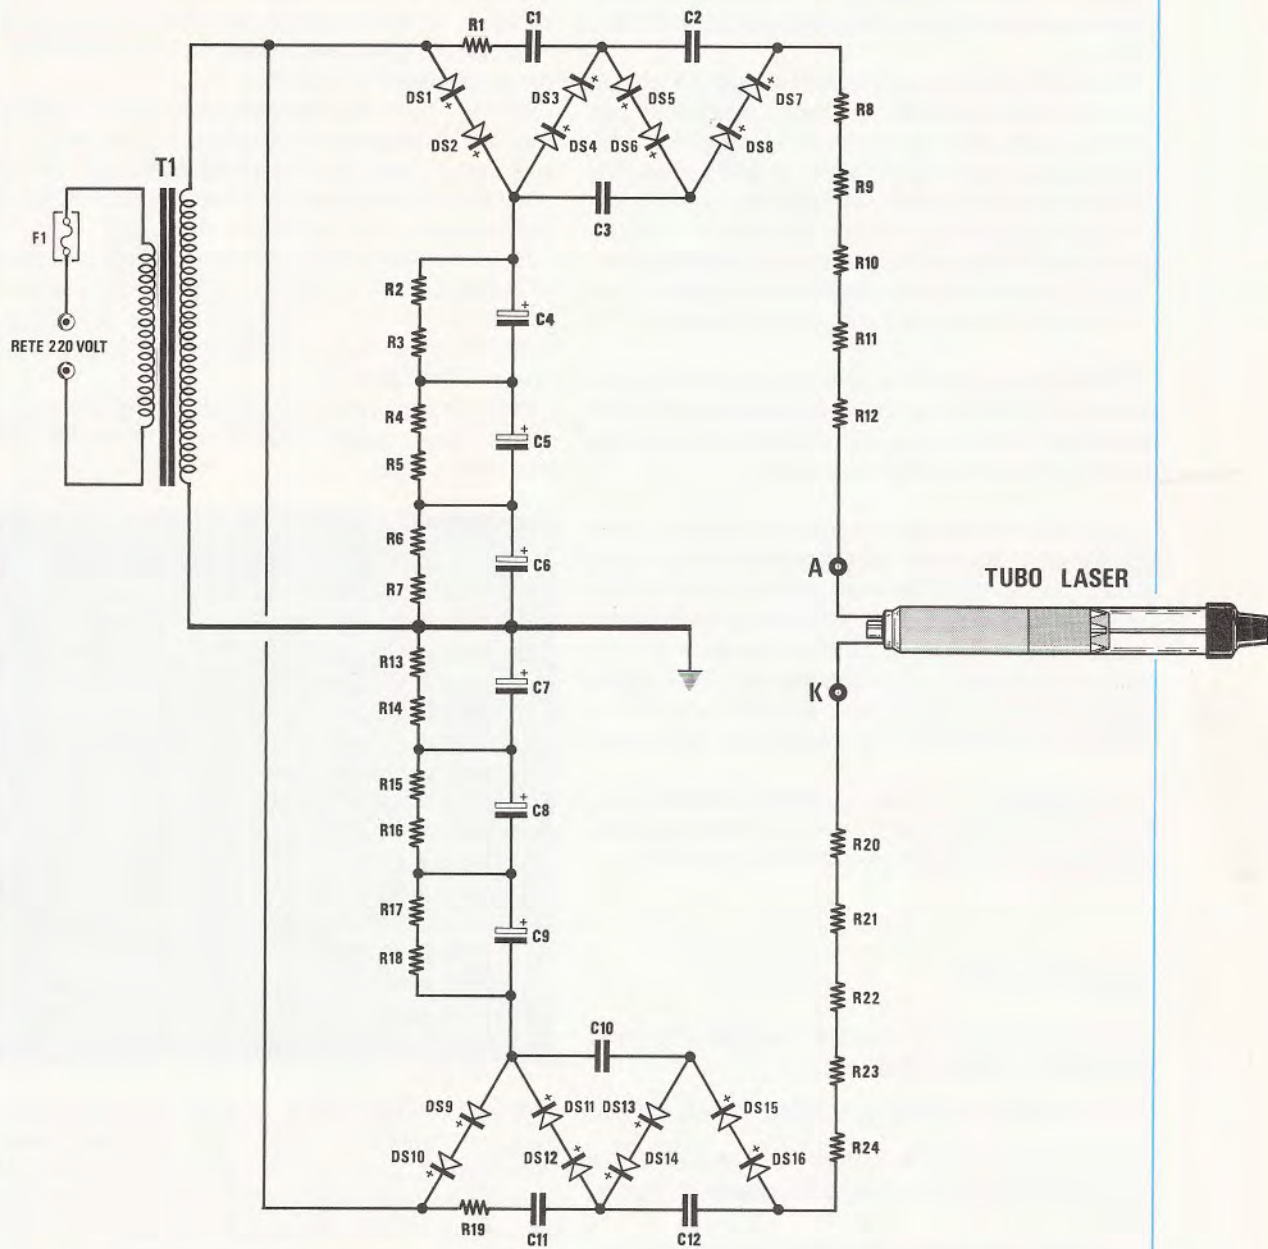 R1
C1
C2
DS1
DS2
DS3
DS4
DS5
DS6
DS7
DS8
C3
R8
R9
R10
R11
R12
T1
F1
RETE 220 VOLT
R2
R3
R4
R5
R6
R7
C4
C5
C6
A
TUBO LASER
K
R13
R14
R15
R16
R17
R18
C7
C8
C9
R20
R21
R22
R23
R24
C10
DS9
DS10
DS11
DS12
DS13
DS14
DS15
DS16
R19
C11
C12